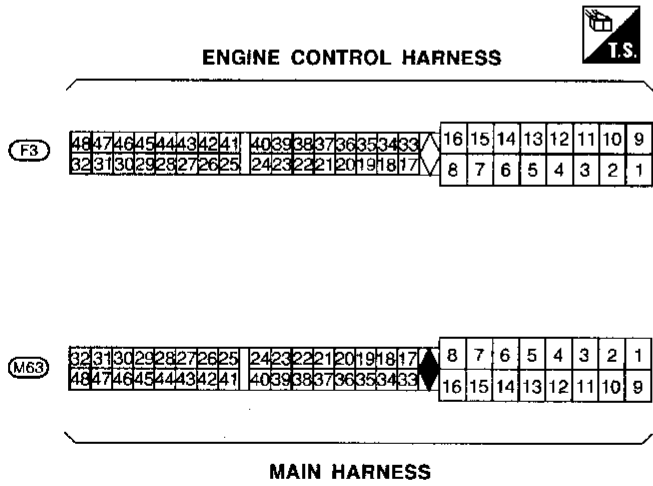 T.S.
ENGINE CONTROL HARNESS
F3
48 47 46 45 44 43 42 41 40 39 38 37 36 35 34 33 16 15 14 13 12 11 10 9
32 31 30 29 28 27 26 25 24 23 22 21 20 19 18 17 8 7 6 5 4 3 2 1
M63
32 31 30 29 28 27 26 25 24 23 22 21 20 19 18 17 8 7 6 5 4 3 2 1
48 47 46 45 44 43 42 41 40 39 38 37 36 35 34 33 16 15 14 13 12 11 10 9
MAIN HARNESS